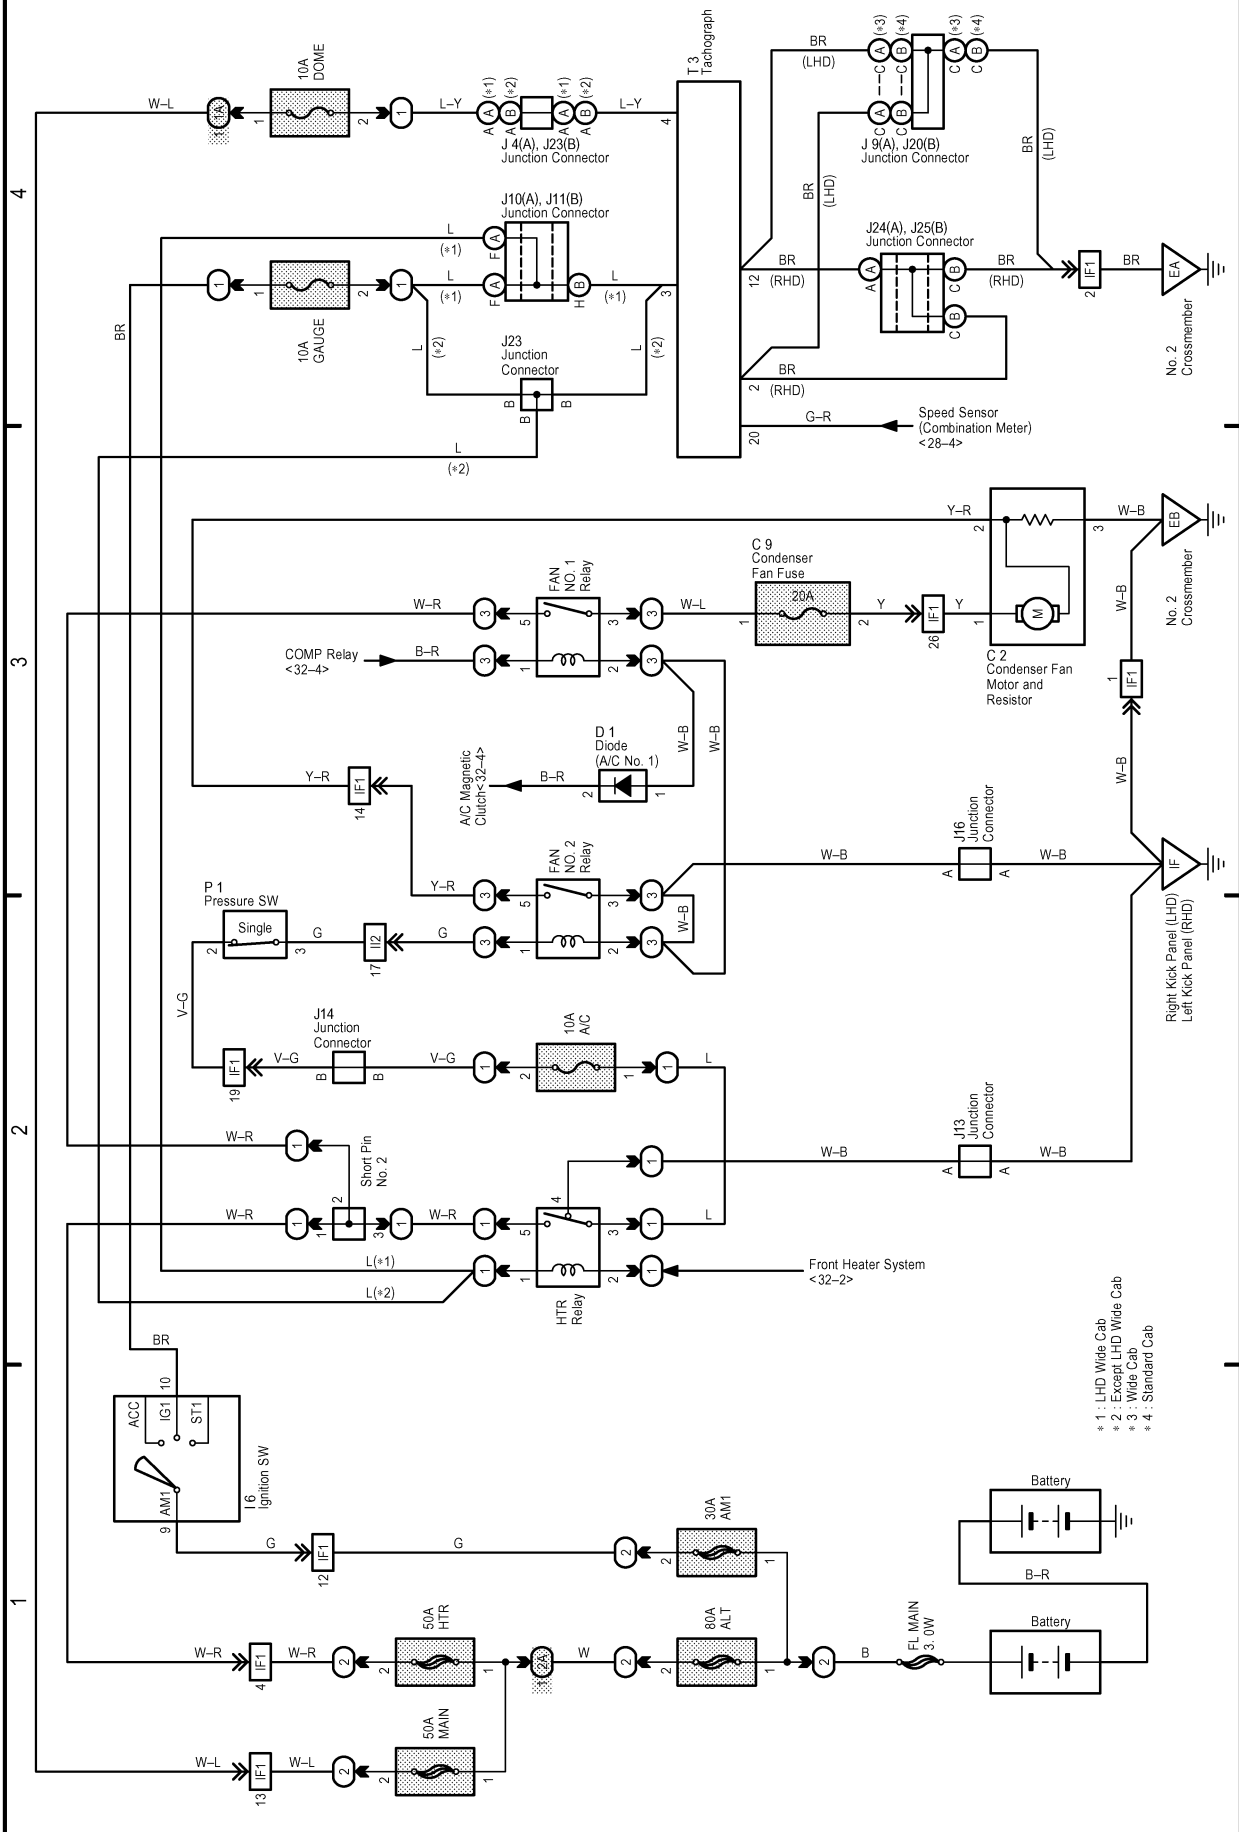 4
W–L
1
1A
1
10A
DOME
2
1
L–Y
A A (*1)
A B (*2)
A A (*1)
A B (*2)
L–Y
J 4(A), J23(B)
Junction Connector
4
T 3
Tachograph
BR
(LHD)
C A (*3)
C B (*4)
C A (*3)
C B (*4)
C A
C B
J 9(A), J20(B)
Junction Connector
BR
(LHD)
BR
(LHD)
J10(A), J11(B)
Junction Connector
L
(*1)
F A
1
1
10A
GAUGE
2
1
L
(*1)
F A
H B
L
(*1)
3
BR
L
(*2)
J23
Junction
Connector
B
B
B
L
(*2)
L
(*2)
12
BR
(RHD)
J24(A), J25(B)
Junction Connector
A A
C B
C B
BR
(RHD)
2
IF1
BR
EA
No. 2
Crossmember
2
BR
(RHD)
20
G–R
Speed Sensor
(Combination Meter)
<28–4>
3
Y–R
2
3
W–B
EB
No. 2
Crossmember
W–R
3
5
FAN
NO. 1
Relay
3
3
W–L
C 9
Condenser
Fan Fuse
1
20A
2
Y
26
IF1
Y
1
M
C 2
Condenser Fan
Motor and
Resistor
COMP Relay
<32–4>
B–R
3
1
2
3
W–B
W–B
W–B
1
IF1
W–B
Y–R
14
IF1
A/C Magnetic
Clutch<32–4>
B–R
2
D 1
Diode
(A/C No. 1)
1
Y–R
3
5
FAN
NO. 2
Relay
3
3
W–B
W–B
A
J16
Junction
Connector
A
W–B
IF
Right Kick Panel (LHD)
Left Kick Panel (RHD)
P 1
Pressure SW
2
Single
3
G
17
II2
G
3
1
2
3
2
V–G
19
IF1
V–G
B
J14
Junction
Connector
B
V–G
1
2
10A
A/C
1
1
L
W–R
1
Short Pin
No. 2
2
W–R
1
1
3
1
W–R
1
5
4
1
3
1
L
W–B
A
J13
Junction
Connector
A
W–B
L(*1)
L(*2)
1
1
2
1
HTR
Relay
Front Heater System
<32–2>
BR
10
ACC
IG1
ST1
AM1
9
I 6
Ignition SW
* 1 : LHD Wide Cab
* 2 : Except LHD Wide Cab
* 3 : Wide Cab
* 4 : Standard Cab
1
G
12
IF1
G
2
2
30A
AM1
1
Battery
B–R
W–R
4
IF1
W–R
2
2
50A
HTR
1
1
2A
W
2
2
80A
ALT
1
2
B
FL MAIN
3. 0W
Battery
W–L
13
IF1
W–L
2
2
50A
MAIN
1